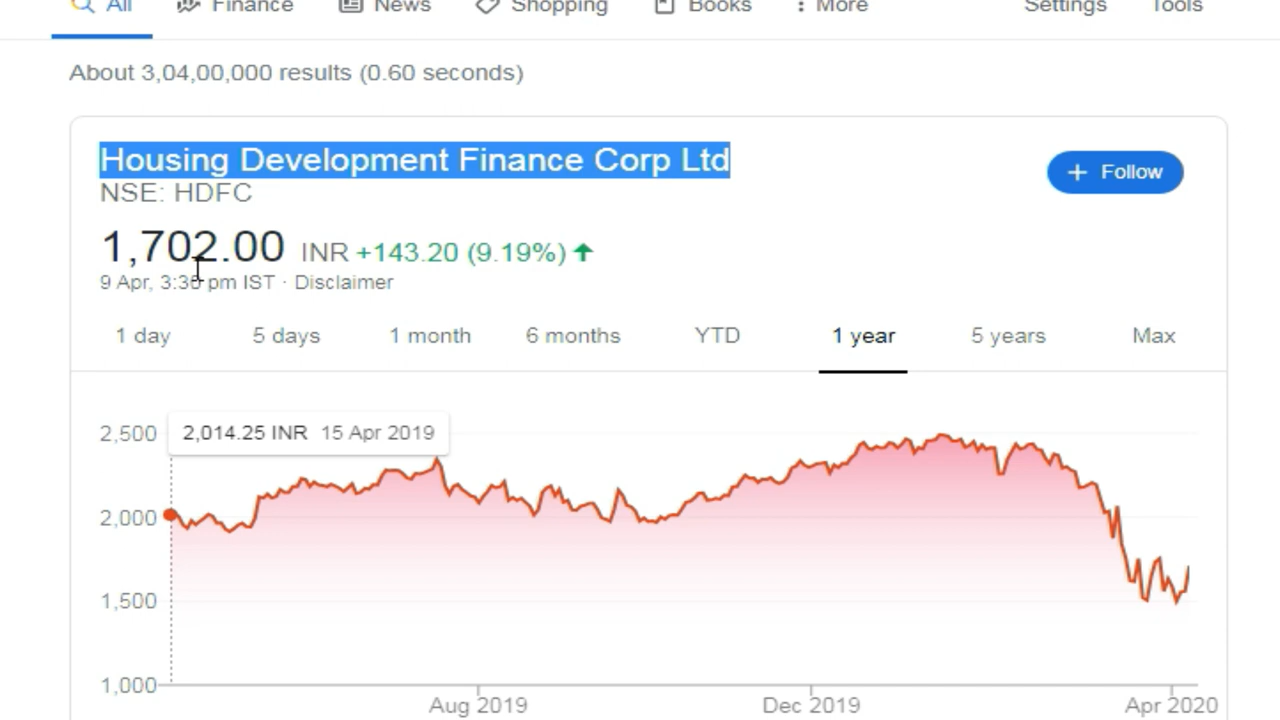 All Finance News Shopping Books More Settings Tools
About 3,04,00,000 results (0.60 seconds)
Housing Development Finance Corp Ltd
NSE: HDFC
+ Follow
1,702.00 INR +143.20 (9.19%)
9 Apr, 3:30 pm IST · Disclaimer
1 day 5 days 1 month 6 months YTD 1 year 5 years Max
2,014.25 INR 15 Apr 2019
2,500
2,000
1,500
1,000
Aug 2019 Dec 2019 Apr 2020